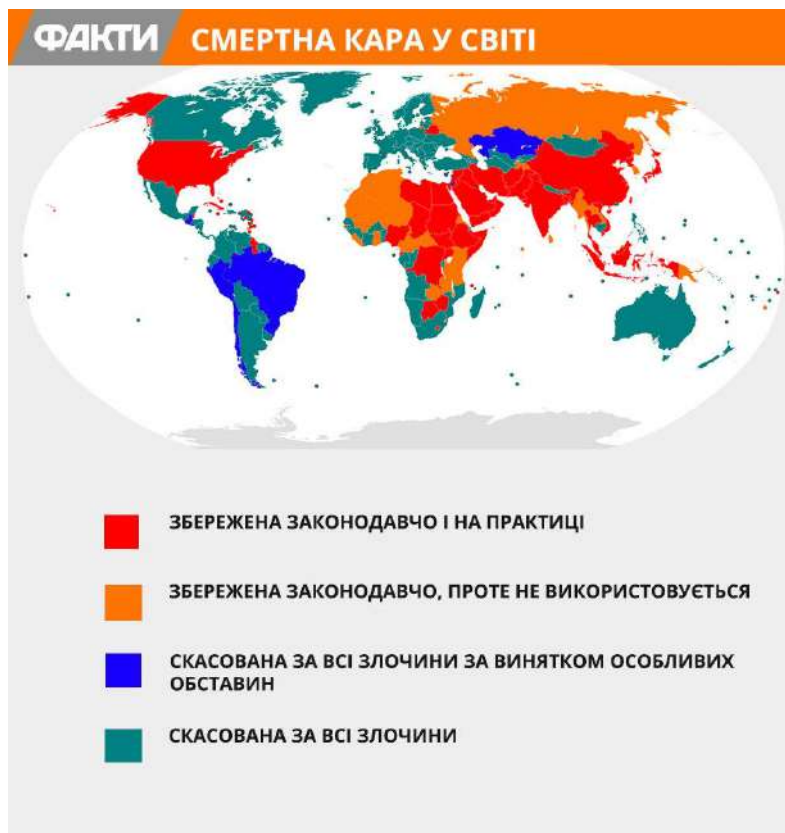 ФАКТИ СМЕРТНА КАРА У СВІТІ
ЗБЕРЕЖЕНА ЗАКОНОДАВЧО І НА ПРАКТИЦІ
ЗБЕРЕЖЕНА ЗАКОНОДАВЧО, ПРОТЕ НЕ ВИКОРИСТОВУЄТЬСЯ
СКАСОВАНА ЗА ВСІ ЗЛОЧИНИ ЗА ВИНЯТКОМ ОСОБЛИВИХ
ОБСТАВИН
СКАСОВАНА ЗА ВСІ ЗЛОЧИНИ